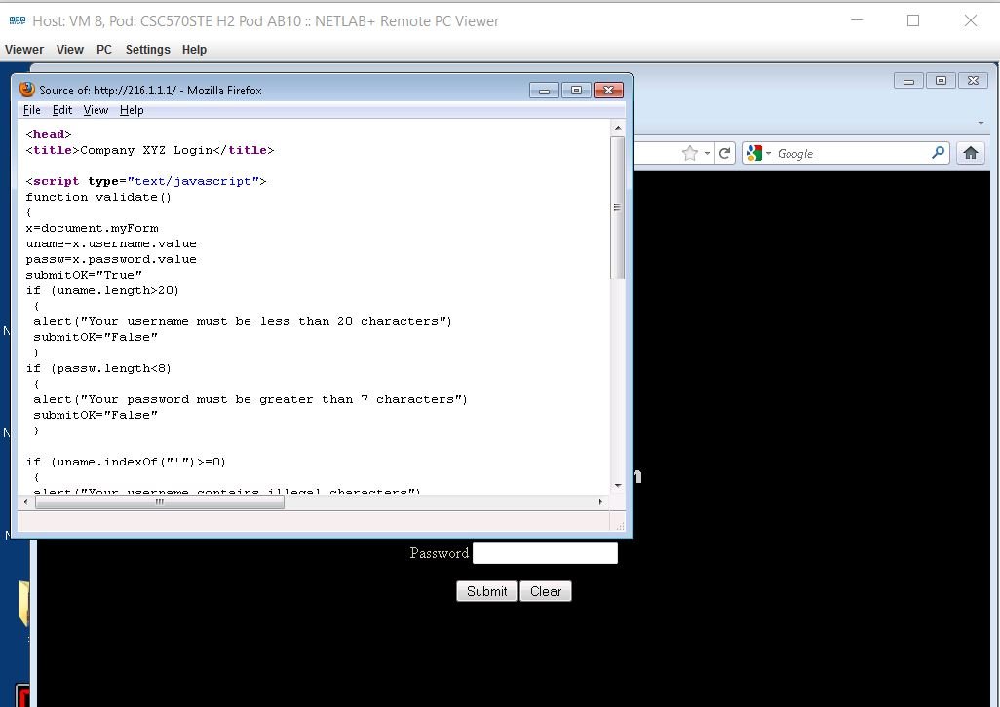 Host: VM 8, Pod: CSC570STE H2 Pod AB10 :: NETLAB+ Remote PC Viewer
Viewer View PC Settings Help
Source of: http://216.1.1.1/ - Mozilla Firefox
File Edit View Help
<head>
<title>Company XYZ Login</title>
<script type="text/javascript">
function validate()
{
x=document.myForm
uname=x.username.value
passw=x.password.value
submitOK="True"
if (uname.length>20)
{
alert("Your username must be less than 20 characters")
submitOK="False"
}
if (passw.length<8)
{
alert("Your password must be greater than 7 characters")
submitOK="False"
}
if (uname.indexOf("'")>=0)
{
alert("Your username contains illegal characters")
Google
Password
Submit Clear